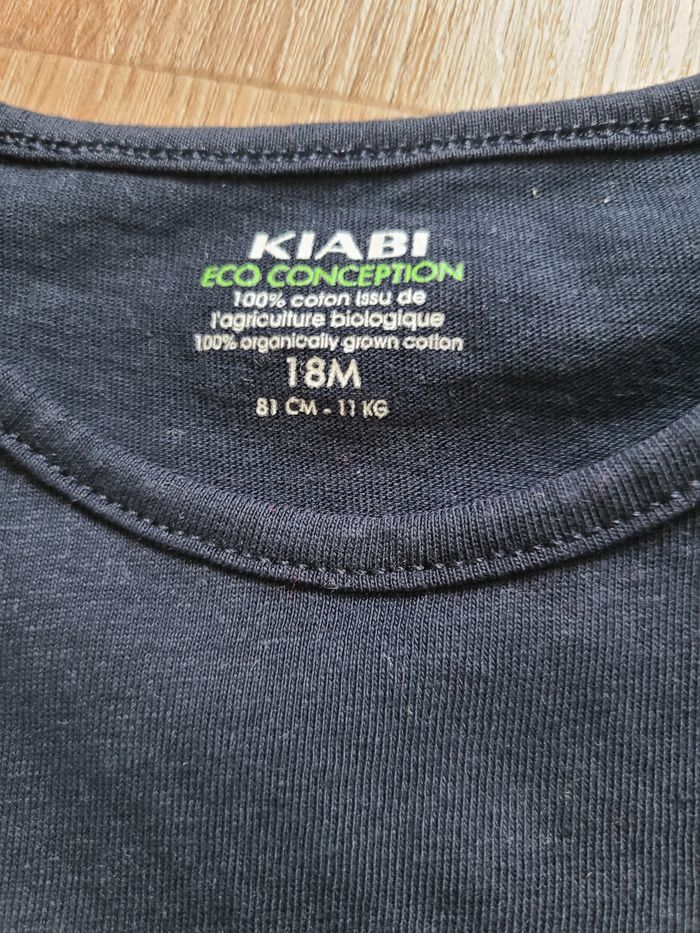 KIABI
ECO CONCEPTION
100% coton issu de
l'agriculture biologique
100% organically grown cotton
18M
81 CM - 11 KG